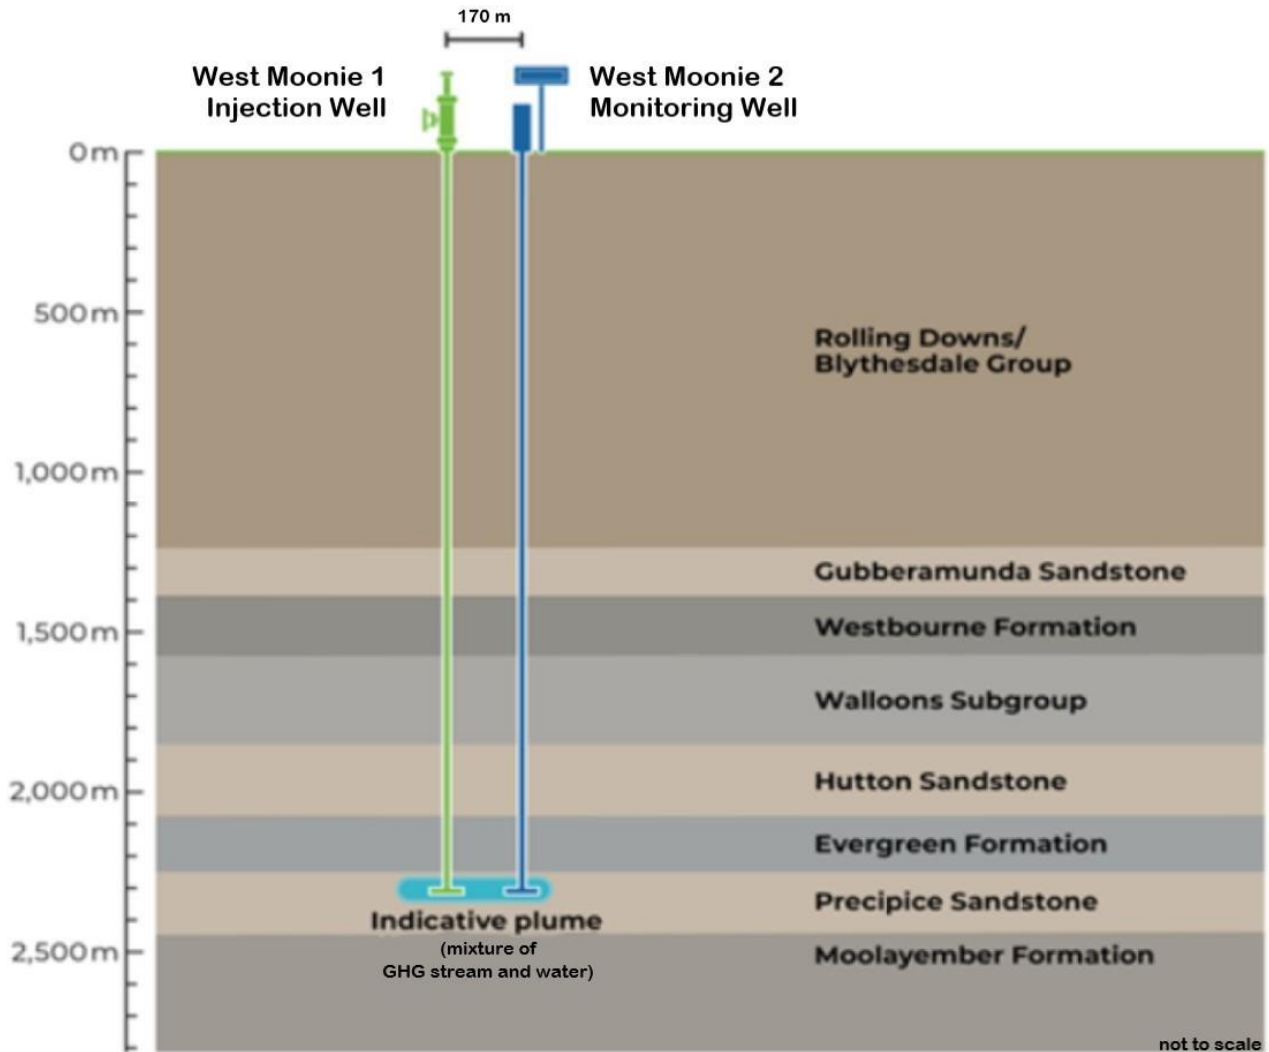 170 m
West Moonie 1
Injection Well
West Moonie 2
Monitoring Well
0m
500m
Rolling Downs/
Blythesdale Group
1,000m
Gubberamunda Sandstone
1,500m
Westbourne Formation
Walloons Subgroup
Hutton Sandstone
2,000m
Evergreen Formation
Precipice Sandstone
Indicative plume
(mixture of
GHG stream and water)
2,500m
Moolayember Formation
not to scale